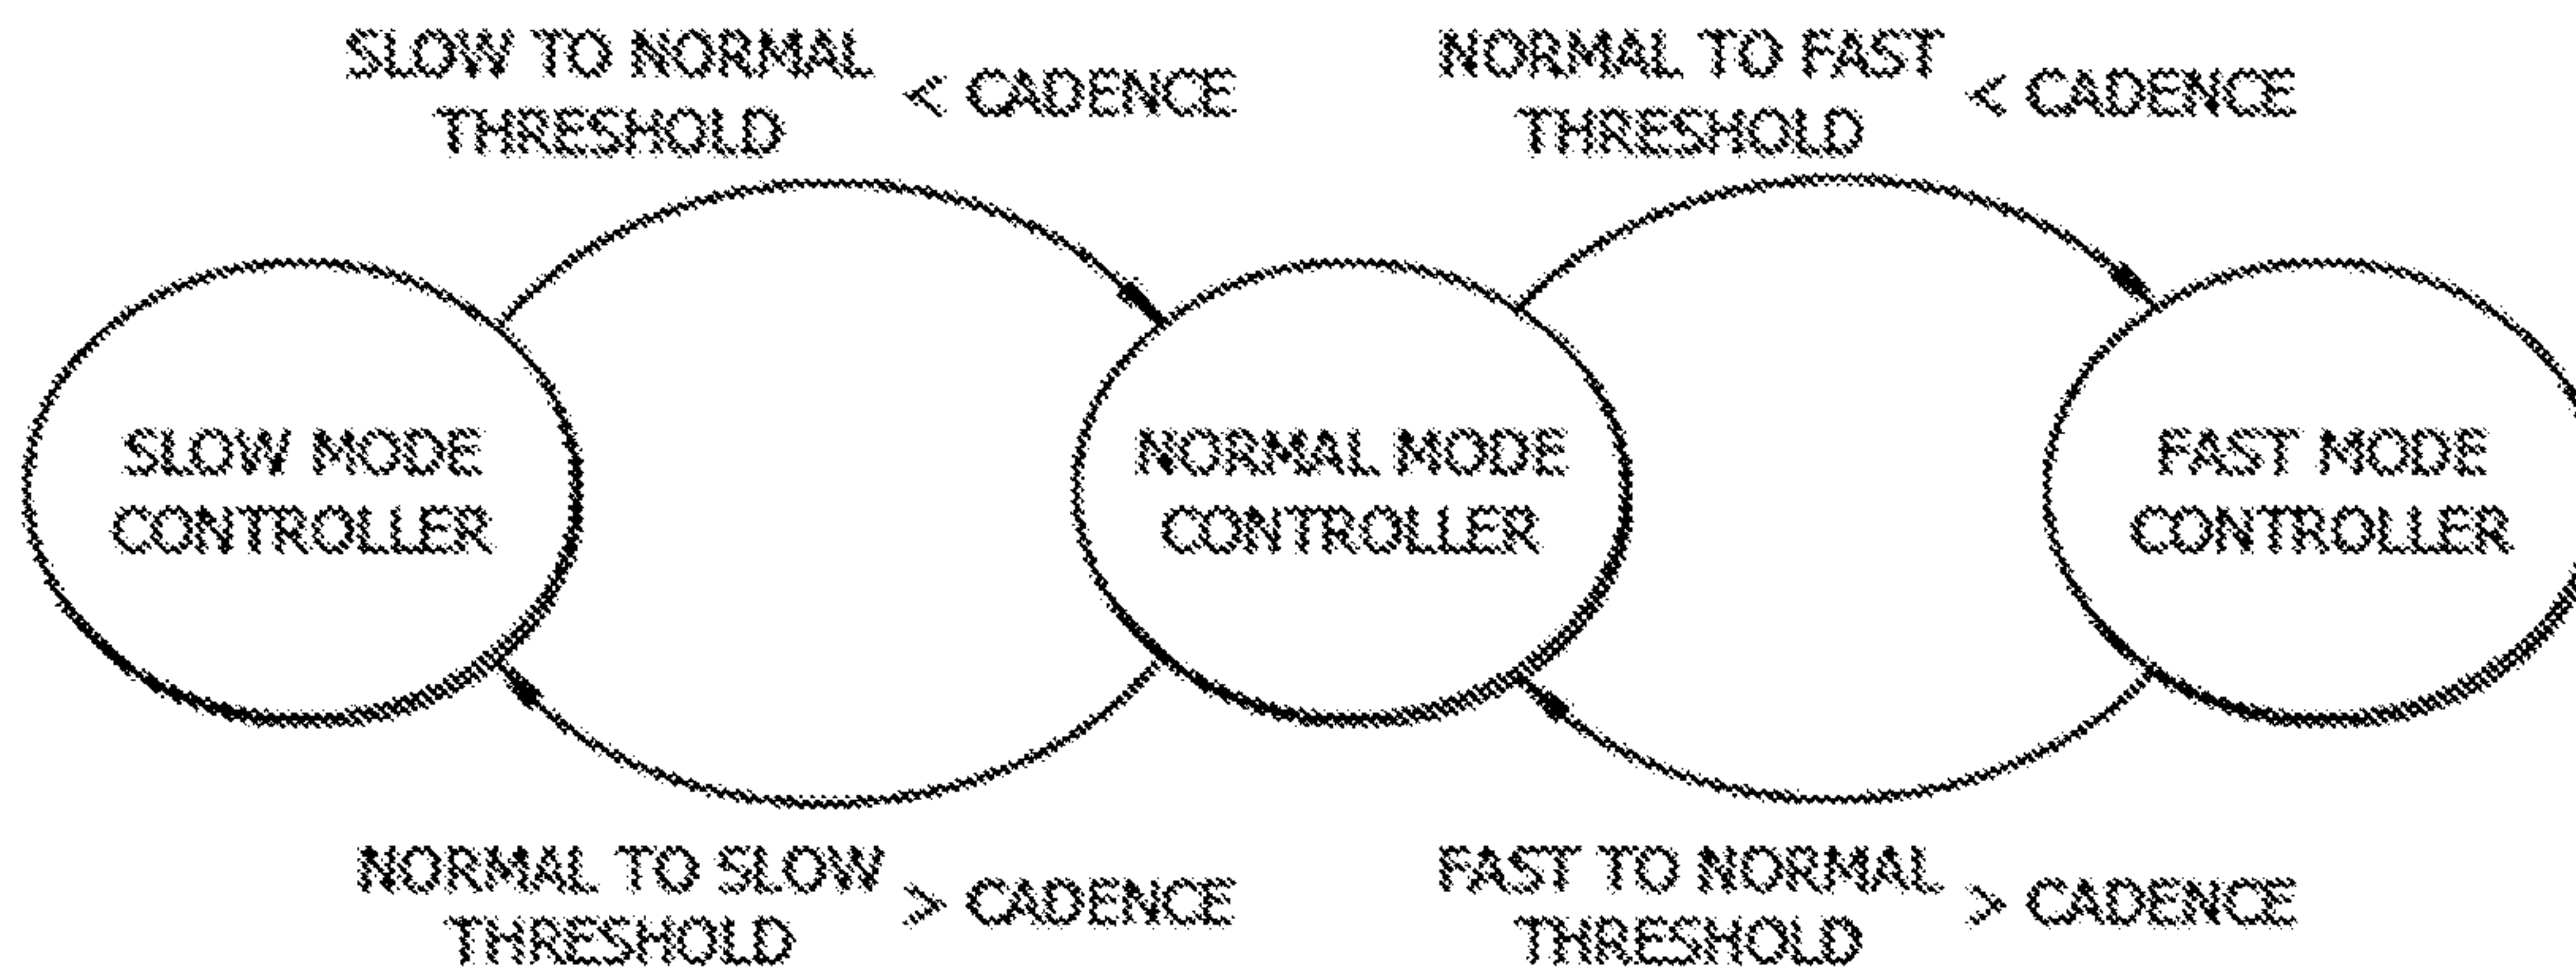 SLOW TO NORMAL
THRESHOLD
< CADENCE
NORMAL TO FAST
THRESHOLD
< CADENCE
SLOW MODE
CONTROLLER
NORMAL MODE
CONTROLLER
FAST MODE
CONTROLLER
NORMAL TO SLOW
THRESHOLD
> CADENCE
FAST TO NORMAL
THRESHOLD
> CADENCE